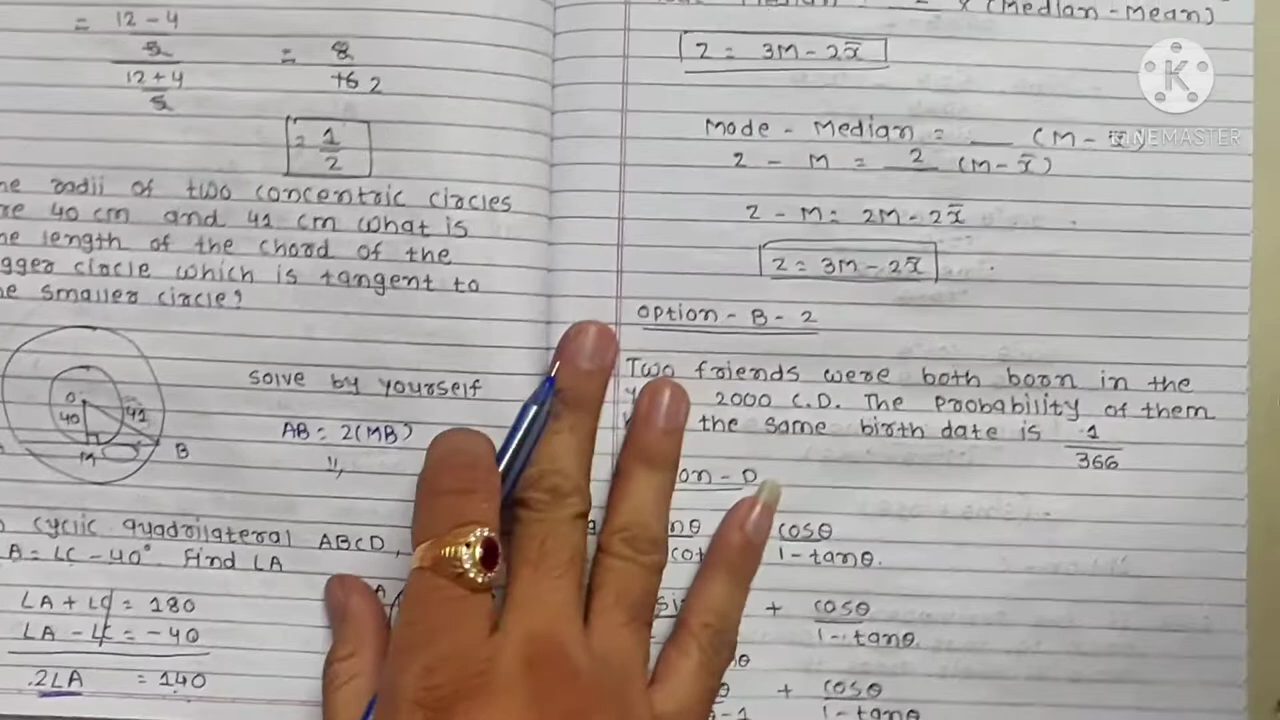 = 12 - 4
5
12 + 4
5
= 8
16 2
= 1
2
radii of two concentric circles
40 cm and 41 cm what is
length of the chord of the
circle which is tangent to
smaller circle?
O
40
41
M
B
Solve by yourself
AB = 2(MB)
cyclic quadrilateral ABCD,
A = ∠C - 40° Find ∠A
∠A + ∠C = 180
∠A - ∠C = -40
2∠A = 140
A
(Median - Mean)
Z = 3M - 2x̄
Mode - Median = __ (M - x̄)
Z - M = 2 (M - x̄)
Z - M = 2M - 2x̄
Z = 3M - 2x̄
Option - B - 2
Two friends were both born in the
2000 C.D. The Probability of them
the same birth date is 1
366
on - D
cosθ
1 - tanθ.
+ cosθ
1 - tanθ.
+ cosθ
1 - tanθ
K
KINEMASTER